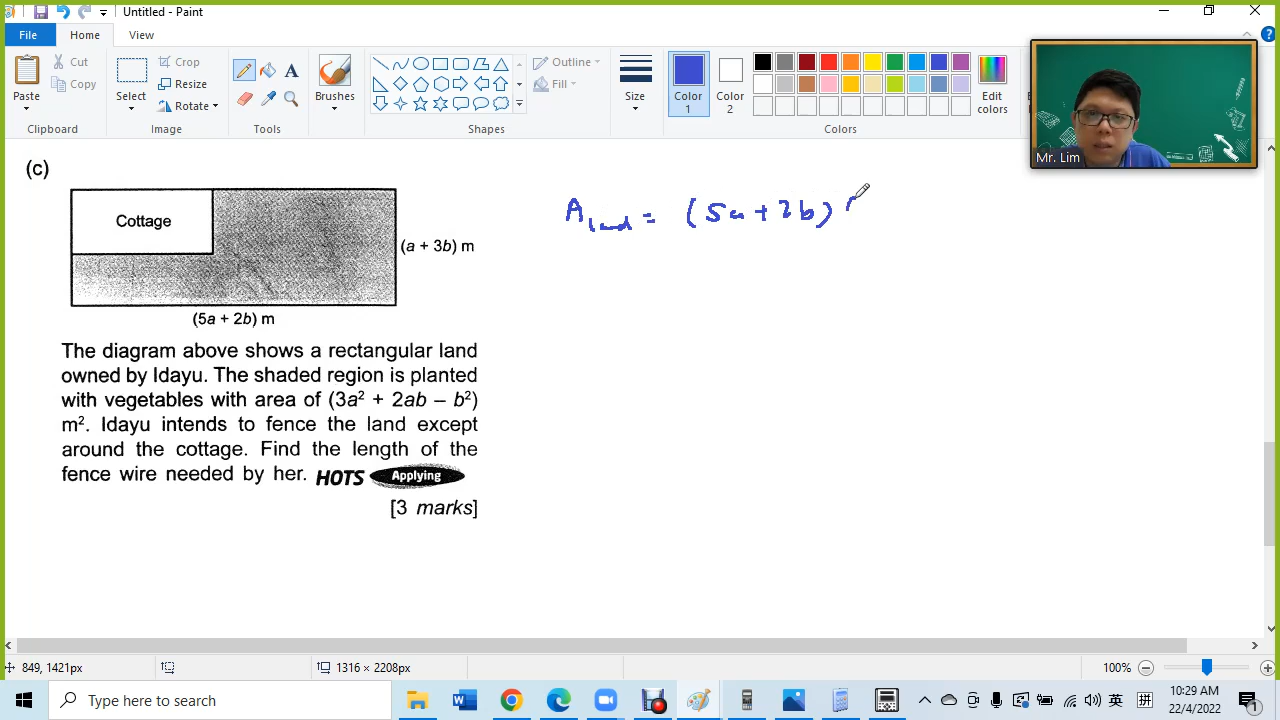 Untitled - Paint
File
Home
View
Paste
Cut
Copy
Clipboard
Select
Crop
Resize
Rotate
Image
Tools
Brushes
Outline
Fill
Shapes
Size
Color 1
Color 2
Edit colors
Colors
Mr. Lim
(c)
Cottage
(a + 3b) m
(5a + 2b) m
A land = (5a + 2b) (
The diagram above shows a rectangular land
owned by Idayu. The shaded region is planted
with vegetables with area of (3a² + 2ab – b²)
m². Idayu intends to fence the land except
around the cottage. Find the length of the
fence wire needed by her. HOTS Applying
[3 marks]
849, 1421px
1316 × 2208px
100%
Type here to search
英
拼
10:29 AM
22/4/2022
1